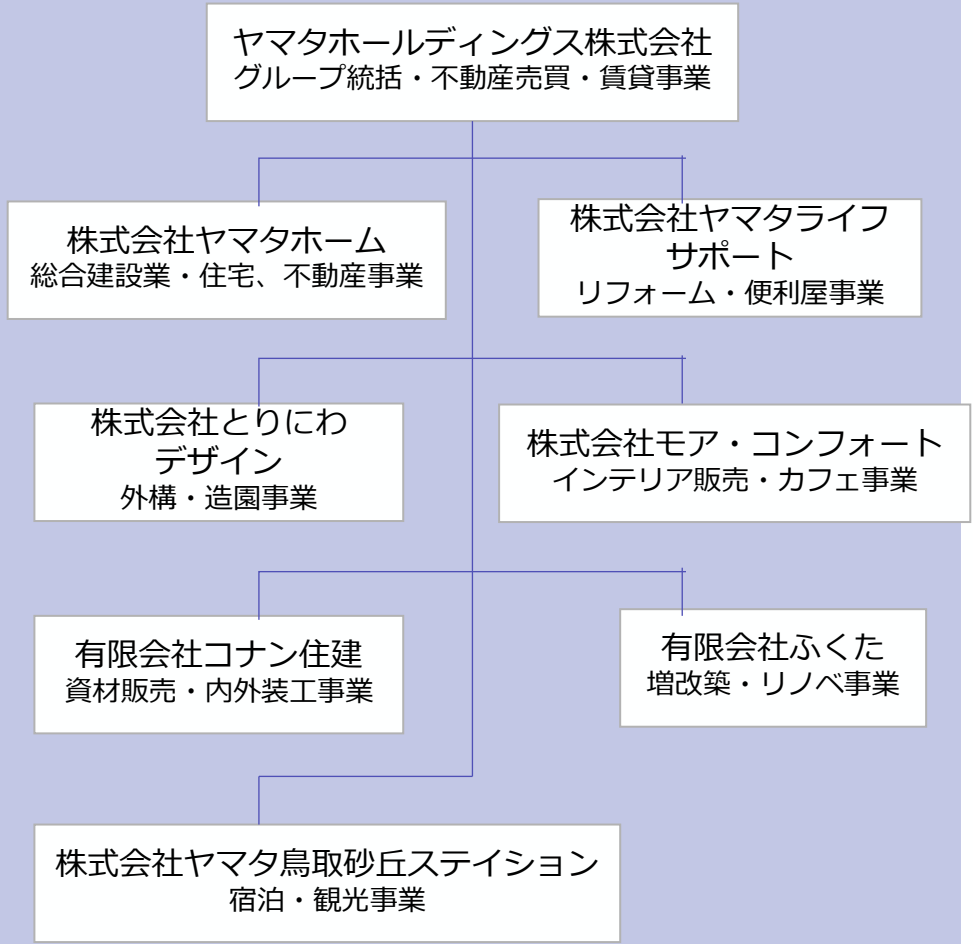 ヤマタホールディングス株式会社
グループ統括・不動産売買・賃貸事業
株式会社ヤマタホーム
総合建設業・住宅、不動産事業
株式会社ヤマタライフ
サポート
リフォーム・便利屋事業
株式会社とりにわ
デザイン
外構・造園事業
株式会社モア・コンフォート
インテリア販売・カフェ事業
有限会社コナン住建
資材販売・内外装工事業
有限会社ふくた
増改築・リノベ事業
株式会社ヤマタ鳥取砂丘ステイション
宿泊・観光事業